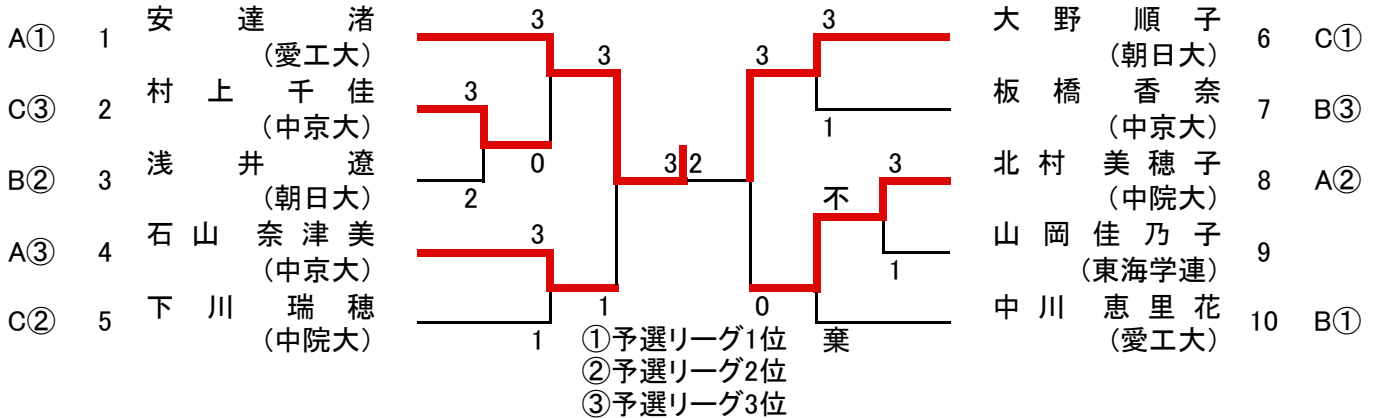 A① 1 安達渚 3
(愛工大) 3
C③ 2 村上千佳 3
(中京大) 0
B② 3 浅井遼
(朝日大) 2
A③ 4 石山奈津美 3
(中京大) 1
C② 5 下川瑞穂
(中院大) 1
3 2
3 大野順子 6 C①
3 (朝日大)
板橋香奈 7 B③
1 (中京大)
3 北村美穂子 8 A②
不 (中院大)
山岡佳乃子 9
1 (東海学連)
0 中川恵里花 10 B①
棄 (愛工大)
①予選リーグ1位
②予選リーグ2位
③予選リーグ3位